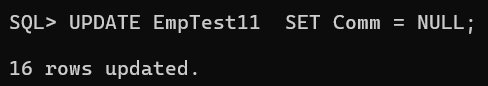 SQL> UPDATE EmpTest11  SET Comm = NULL;
16 rows updated.